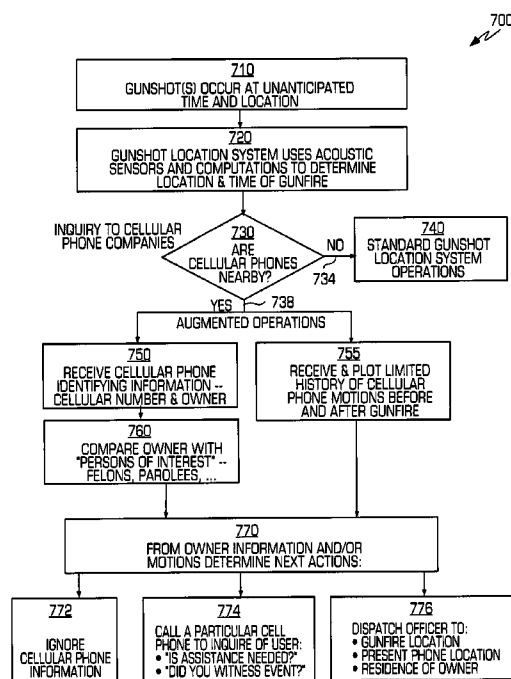 700
710
GUNSHOT(S) OCCUR AT UNANTICIPATED
TIME AND LOCATION
720
GUNSHOT LOCATION SYSTEM USES ACOUSTIC
SENSORS AND COMPUTATIONS TO DETERMINE
LOCATION & TIME OF GUNFIRE
INQUIRY TO CELLULAR
PHONE COMPANIES
730
ARE
CELLULAR PHONES
NEARBY?
NO
734
740
STANDARD GUNSHOT
LOCATION SYSTEM
OPERATIONS
YES
738
AUGMENTED OPERATIONS
750
RECEIVE CELLULAR PHONE
IDENTIFYING INFORMATION --
CELLULAR NUMBER & OWNER
755
RECEIVE & PLOT LIMITED
HISTORY OF CELLULAR
PHONE MOTIONS BEFORE
AND AFTER GUNFIRE
760
COMPARE OWNER WITH
"PERSONS OF INTEREST" --
FELONS, PAROLEES, ...
770
FROM OWNER INFORMATION AND/OR
MOTIONS DETERMINE NEXT ACTIONS:
772
IGNORE
CELLULAR PHONE
INFORMATION
774
CALL A PARTICULAR CELL
PHONE TO INQUIRE OF USER:
• "IS ASSISTANCE NEEDED?"
• "DID YOU WITNESS EVENT?"
776
DISPATCH OFFICER TO:
• GUNFIRE LOCATION
• PRESENT PHONE LOCATION
• RESIDENCE OF OWNER